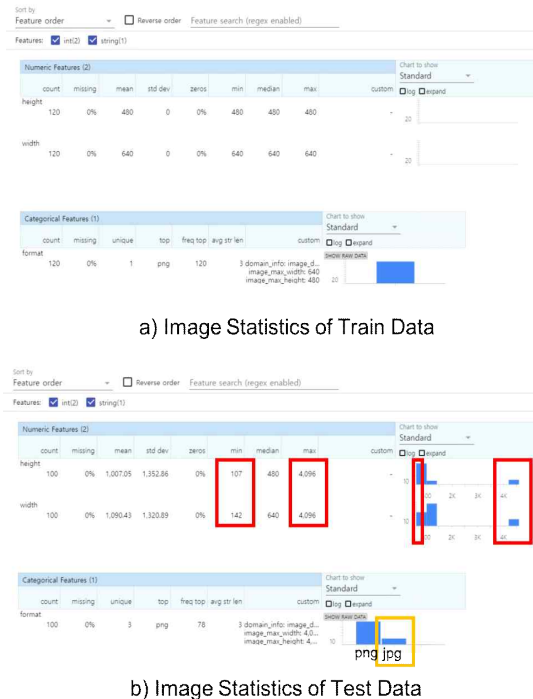 Sort by
Feature order Reverse order Feature search (regex enabled)
Features: int(2) string(1)
Numeric Features (2) Chart to show
Standard
count missing mean std dev zeros min median max custom log expand
height
120 0% 480 0 0% 480 480 480 - 20
width
120 0% 640 0 0% 640 640 640 - 20
Categorical Features (1) Chart to show
Standard
count missing unique top freq top avg str len custom log expand
format SHOW RAW DATA
120 0% 1 png 120 3 domain_info: image_d...
image_max_width: 640
image_max_height: 480 20
a) Image Statistics of Train Data
Sort by
Feature order Reverse order Feature search (regex enabled)
Features: int(2) string(1)
Numeric Features (2) Chart to show
Standard
count missing mean std dev zeros min median max custom log expand
height
100 0% 1,007.05 1,352.86 0% 107 480 4,096 - 10
2K 3K 4K
width
100 0% 1,090.43 1,320.89 0% 142 640 4,096 - 10
2K 3K 4K
Categorical Features (1) Chart to show
Standard
count missing unique top freq top avg str len custom log expand
format SHOW RAW DATA
100 0% 3 png 78 3 domain_info: image_d...
image_max_width: 4,0...
image_max_height: 4,... 10
png jpg
b) Image Statistics of Test Data